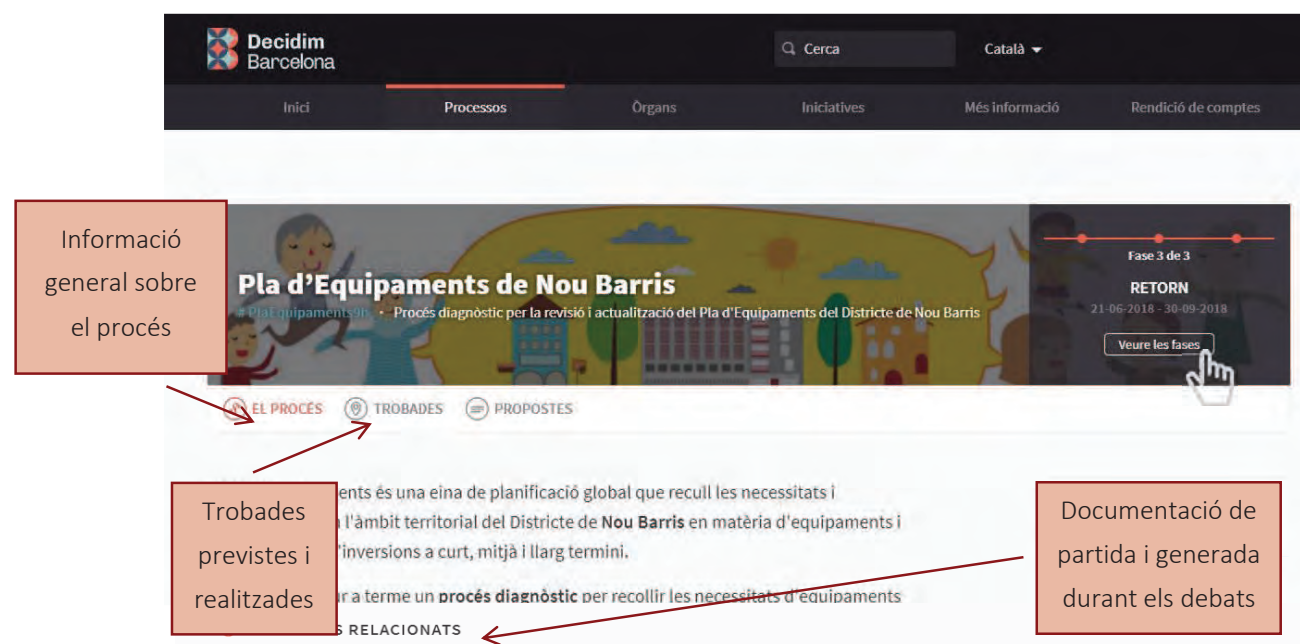 Decidim
Barcelona
Cerca
Català
Inici
Processos
Òrgans
Iniciatives
Més informació
Rendició de comptes
Informació
general sobre
el procés
Pla d'Equipaments de Nou Barris
#PlaEquipaments9b • Procés diagnòstic per la revisió i actualització del Pla d'Equipaments del Districte de Nou Barris
Fase 3 de 3
RETORN
21-06-2018 - 30-09-2018
Veure les fases
EL PROCÉS
TROBADES
PROPOSTES
Trobades
previstes i
realitzades
ents és una eina de planificació global que recull les necessitats i
l'àmbit territorial del Districte de Nou Barris en matèria d'equipaments i
'inversions a curt, mitjà i llarg termini.
r a terme un procés diagnòstic per recollir les necessitats d'equipaments
S RELACIONATS
Documentació de
partida i generada
durant els debats